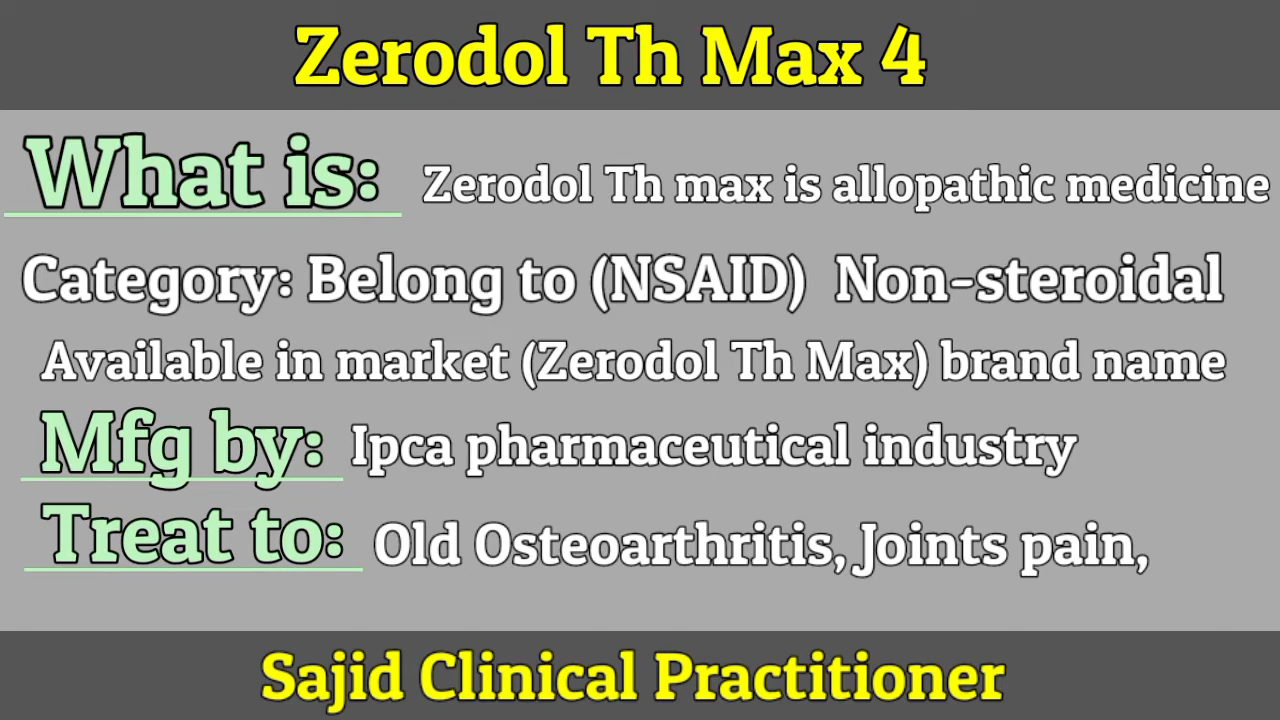 Zerodol Th Max 4
What is: Zerodol Th max is allopathic medicine
Category: Belong to (NSAID) Non-steroidal
Available in market (Zerodol Th Max) brand name
Mfg by: Ipca pharmaceutical industry
Treat to: Old Osteoarthritis, Joints pain,
Sajid Clinical Practitioner